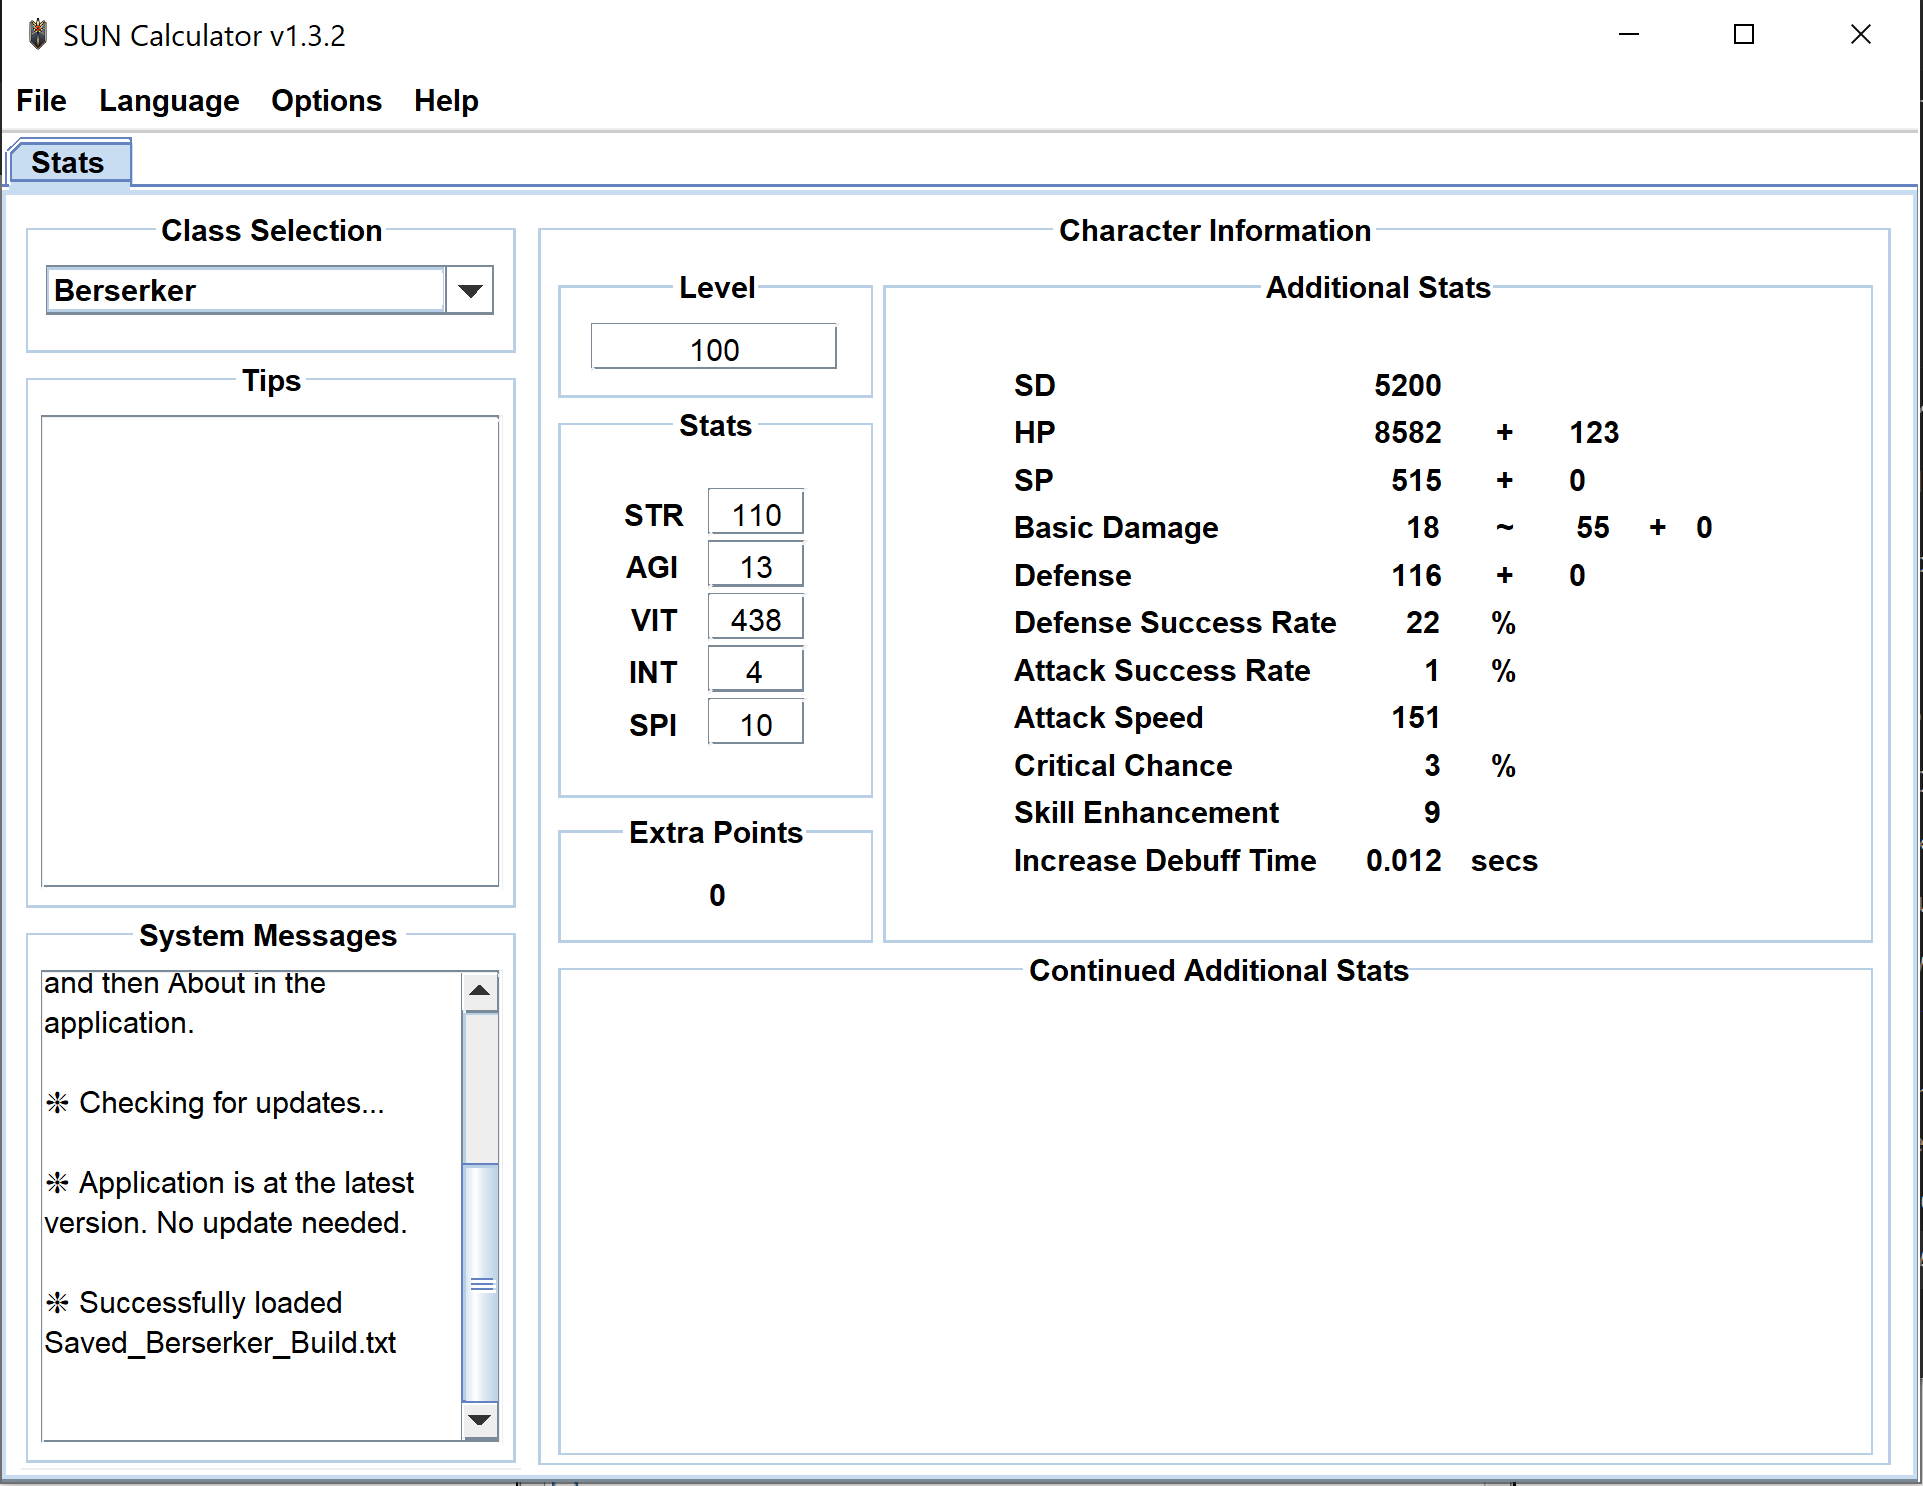 SUN Calculator v1.3.2
File Language Options Help
Stats
Class Selection
Berserker
Tips
System Messages
and then About in the
application.
❇ Checking for updates...
❇ Application is at the latest
version. No update needed.
❇ Successfully loaded
Saved_Berserker_Build.txt
Character Information
Level
100
Stats
STR 110
AGI 13
VIT 438
INT 4
SPI 10
Extra Points
0
Additional Stats
SD 5200
HP 8582 + 123
SP 515 + 0
Basic Damage 18 ~ 55 + 0
Defense 116 + 0
Defense Success Rate 22 %
Attack Success Rate 1 %
Attack Speed 151
Critical Chance 3 %
Skill Enhancement 9
Increase Debuff Time 0.012 secs
Continued Additional Stats